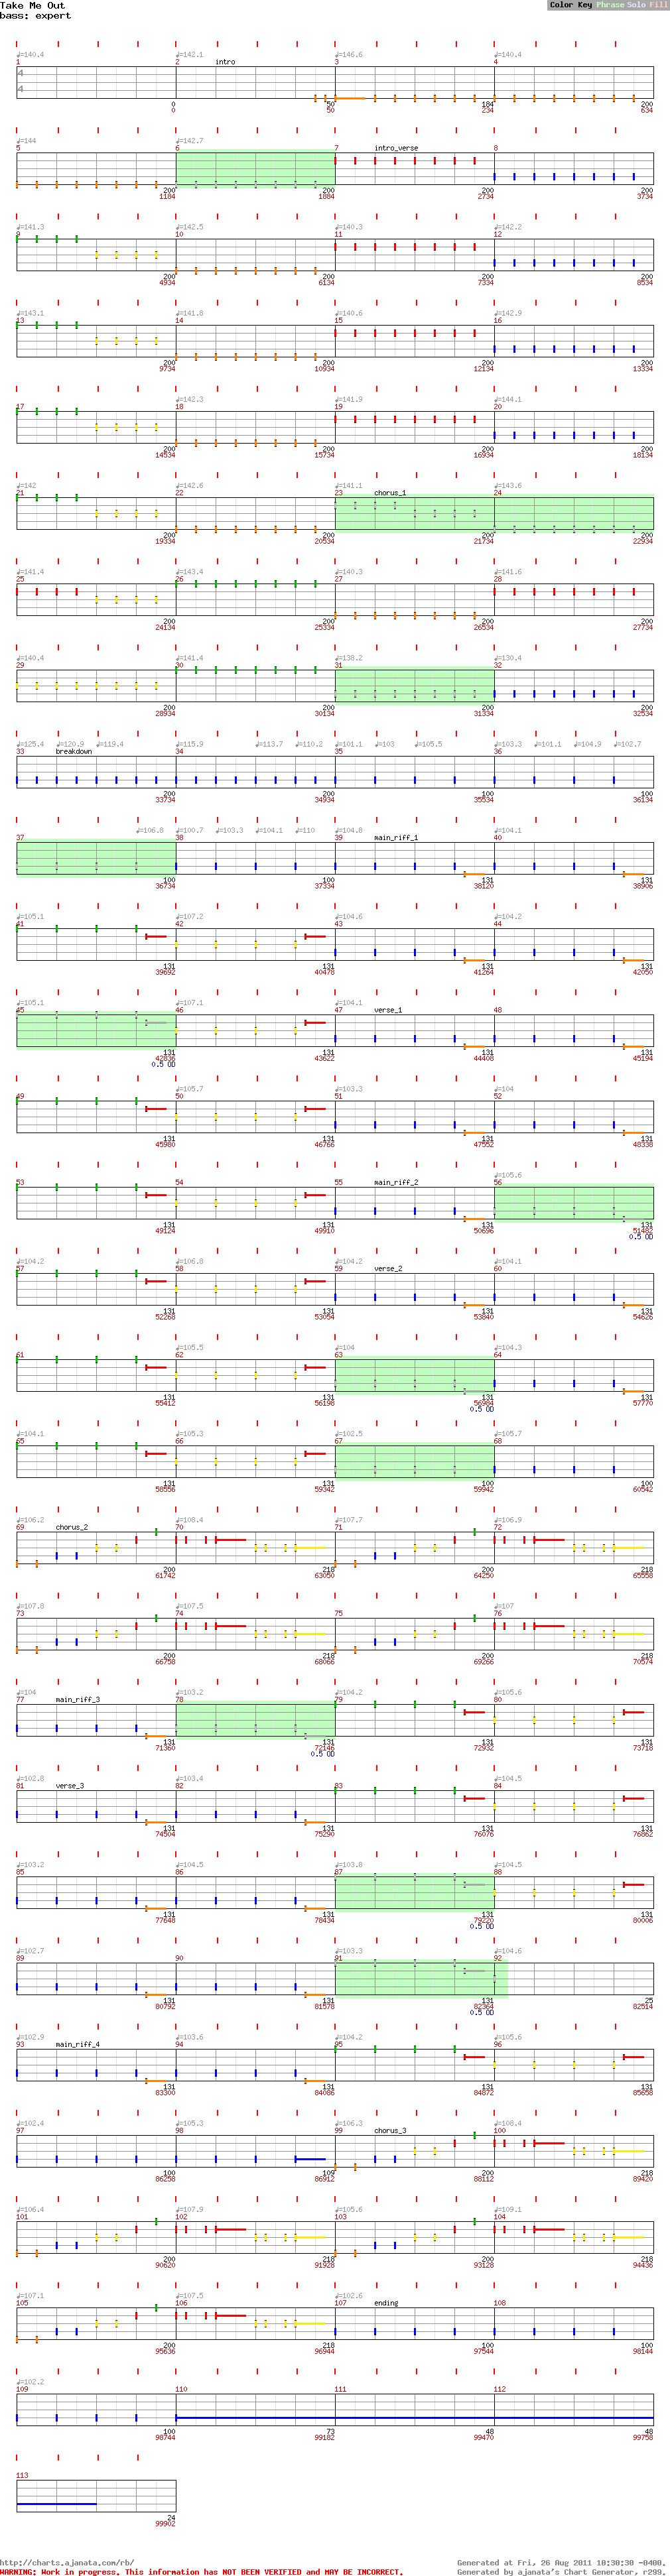 Take Me Out
bass: expert
Color Key Phrase Solo Fill
♩=140.4 ♩=142.1 ♩=146.6 ♩=140.4
1 2 intro 3 4
4
4
0 50 184 200
0 50 234 634
♩=144 ♩=142.7
5 6 7 intro_verse 8
200 200 200 200
1184 1884 2734 3734
♩=141.3 ♩=142.5 ♩=140.3 ♩=142.2
9 10 11 12
200 200 200 200
4934 6134 7334 8534
♩=143.1 ♩=141.8 ♩=140.6 ♩=142.9
13 14 15 16
200 200 200 200
9734 10934 12134 13334
♩=142.3 ♩=141.9 ♩=144.1
17 18 19 20
200 200 200 200
14534 15734 16934 18134
♩=142 ♩=142.6 ♩=141.1 ♩=143.6
21 22 23 chorus_1 24
200 200 200 200
19334 20534 21734 22934
♩=141.4 ♩=143.4 ♩=140.3 ♩=141.6
25 26 27 28
200 200 200 200
24134 25334 26534 27734
♩=140.4 ♩=141.4 ♩=138.2 ♩=130.4
29 30 31 32
200 200 200 200
28934 30134 31334 32534
♩=125.4 ♩=120.9 ♩=119.4 ♩=115.9 ♩=113.7 ♩=110.2 ♩=101.1 ♩=103 ♩=105.5 ♩=103.3 ♩=101.1 ♩=104.9 ♩=102.7
33 breakdown 34 35 36
200 200 100 100
33734 34934 35534 36134
♩=106.8 ♩=100.7 ♩=103.3 ♩=104.1 ♩=110 ♩=104.8 ♩=104.1
37 38 39 main_riff_1 40
100 100 131 131
36734 37334 38120 38906
♩=105.1 ♩=107.2 ♩=104.6 ♩=104.2
41 42 43 44
131 131 131 131
39692 40478 41264 42050
♩=105.1 ♩=107.1 ♩=104.1
45 46 47 verse_1 48
131 131 131 131
42836 43622 44408 45194
0.5 OD
♩=105.7 ♩=103.3 ♩=104
49 50 51 52
131 131 131 131
45980 46766 47552 48338
♩=105.6
53 54 55 main_riff_2 56
131 131 131 131
49124 49910 50696 51482
0.5 OD
♩=104.2 ♩=106.8 ♩=104.2 ♩=104.1
57 58 59 verse_2 60
131 131 131 131
52268 53054 53840 54626
♩=105.5 ♩=104 ♩=104.3
61 62 63 64
131 131 131 131
55412 56198 56984 57770
0.5 OD
♩=104.1 ♩=105.3 ♩=102.5 ♩=105.7
65 66 67 68
131 131 100 100
58556 59342 59942 60542
♩=106.2 ♩=108.4 ♩=107.7 ♩=106.9
69 chorus_2 70 71 72
200 218 200 218
61742 63050 64250 65558
♩=107.8 ♩=107.5 ♩=107
73 74 75 76
200 218 200 218
66758 68066 69266 70574
♩=104 ♩=103.2 ♩=104.2 ♩=105.6
77 main_riff_3 78 79 80
131 131 131 131
71360 72146 72932 73718
0.5 OD
♩=102.8 ♩=103.4 ♩=104.5
81 verse_3 82 83 84
131 131 131 131
74504 75290 76076 76862
♩=103.2 ♩=104.5 ♩=103.8 ♩=104.5
85 86 87 88
131 131 131 131
77648 78434 79220 80006
0.5 OD
♩=102.7 ♩=103.3 ♩=104.6
89 90 91 92
131 131 131 25
80792 81578 82364 82514
0.5 OD
♩=102.9 ♩=103.6 ♩=104.2 ♩=105.6
93 main_riff_4 94 95 96
131 131 131 131
83300 84086 84872 85658
♩=102.4 ♩=105.3 ♩=106.3 ♩=108.4
97 98 99 chorus_3 100
100 109 200 218
86258 86912 88112 89420
♩=106.4 ♩=107.9 ♩=105.6 ♩=109.1
101 102 103 104
200 218 200 218
90620 91928 93128 94436
♩=107.1 ♩=107.5 ♩=102.6
105 106 107 ending 108
200 218 100 100
95636 96944 97544 98144
♩=102.2
109 110 111 112
100 73 48 48
98744 99182 99470 99758
113
24
99902
http://charts.ajanata.com/rb/
Generated at Fri, 26 Aug 2011 10:30:30 -0400.
WARNING: Work in progress. This information has NOT BEEN VERIFIED and MAY BE INCORRECT.
Generated by ajanata's Chart Generator, r299.